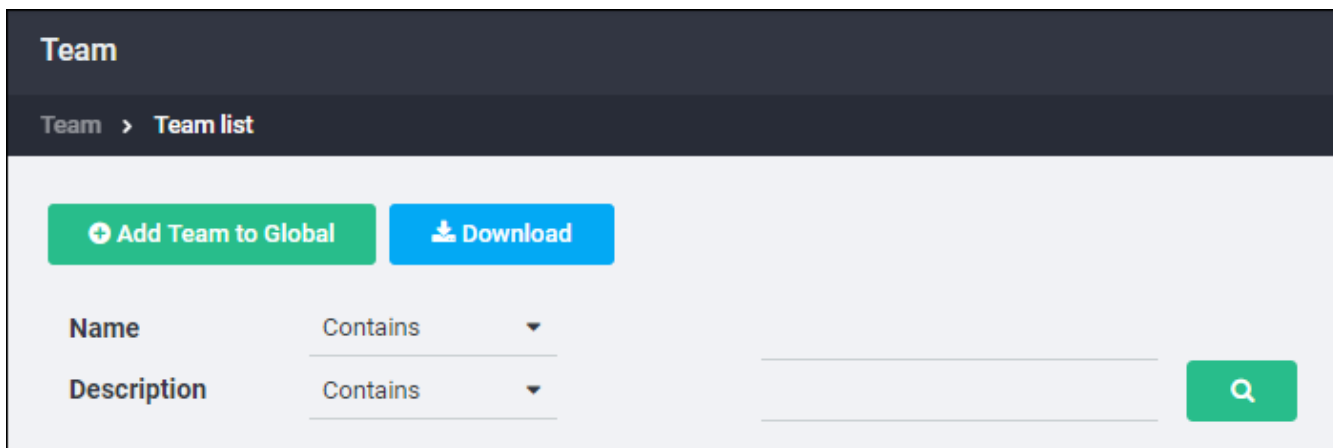 Team
Team > Team list
Add Team to Global Download
Name Contains
Description Contains